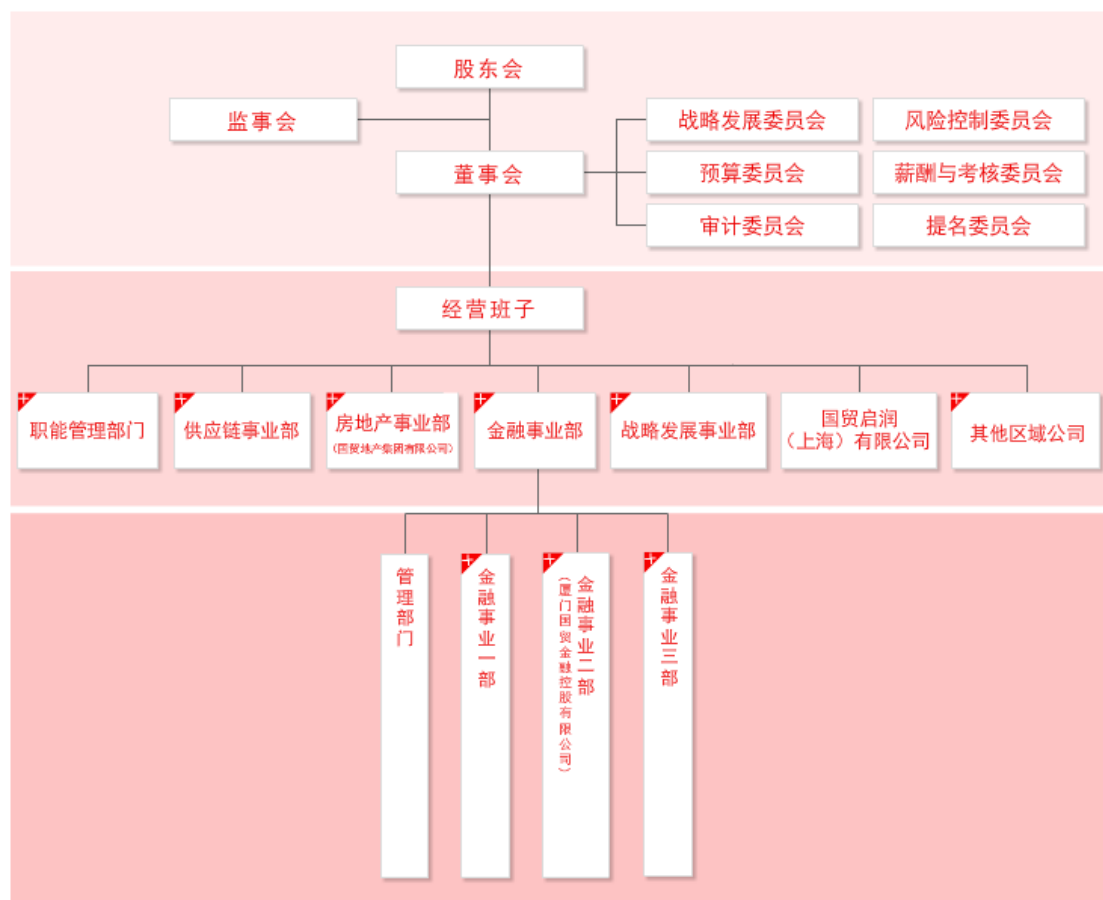 股东会
监事会
战略发展委员会
风险控制委员会
董事会
预算委员会
薪酬与考核委员会
审计委员会
提名委员会
经营班子
职能管理部门
供应链事业部
房地产事业部
（国贸地产集团有限公司）
金融事业部
战略发展事业部
国贸启润
（上海）有限公司
其他区域公司
管理部门
金融事业一部
金融事业二部
（厦门国贸金融控股有限公司）
金融事业三部